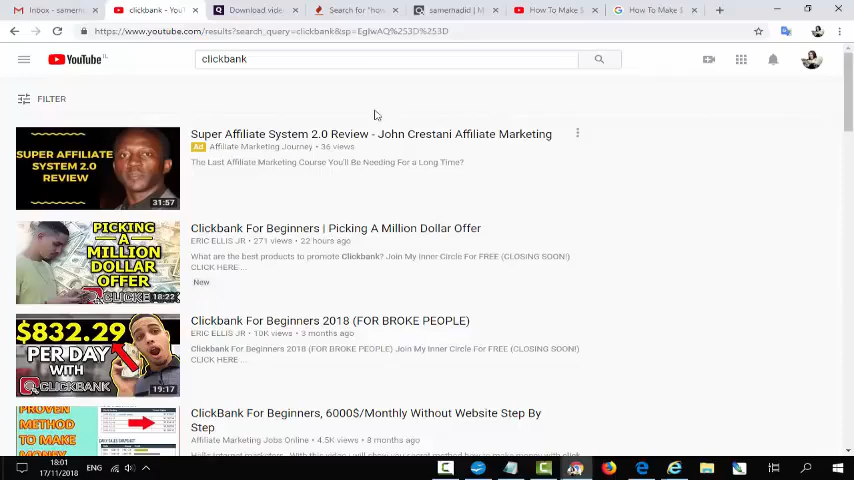 Inbox - samerna
clickbank - YouT
Download vide
Search for "how
samernadid | M
How To Make $
How To Make $
https://www.youtube.com/results?search_query=clickbank&sp=EgIwAQ%253D%253D
YouTube IL
clickbank
FILTER
SUPER AFFILIATE
SYSTEM 2.0
REVIEW
31:57
Super Affiliate System 2.0 Review - John Crestani Affiliate Marketing
Ad Affiliate Marketing Journey • 36 views
The Last Affiliate Marketing Course You'll Be Needing For a Long Time?
PICKING
A
MILLION
DOLLAR
OFFER
18:22
Clickbank For Beginners | Picking A Million Dollar Offer
ERIC ELLIS JR • 271 views • 22 hours ago
What are the best products to promote Clickbank? Join My Inner Circle For FREE (CLOSING SOON!)
CLICK HERE ...
New
$832.29
PER DAY
WITH
CLICKBANK
19:17
Clickbank For Beginners 2018 (FOR BROKE PEOPLE)
ERIC ELLIS JR • 10K views • 3 months ago
Clickbank For Beginners 2018 (FOR BROKE PEOPLE) Join My Inner Circle For FREE (CLOSING SOON!)
CLICK HERE ...
PROVEN
METHOD
TO MAKE
ClickBank For Beginners, 6000$/Monthly Without Website Step By
Step
Affiliate Marketing Jobs Online • 4.5K views • 8 months ago
18:01
17/11/2018
ENG